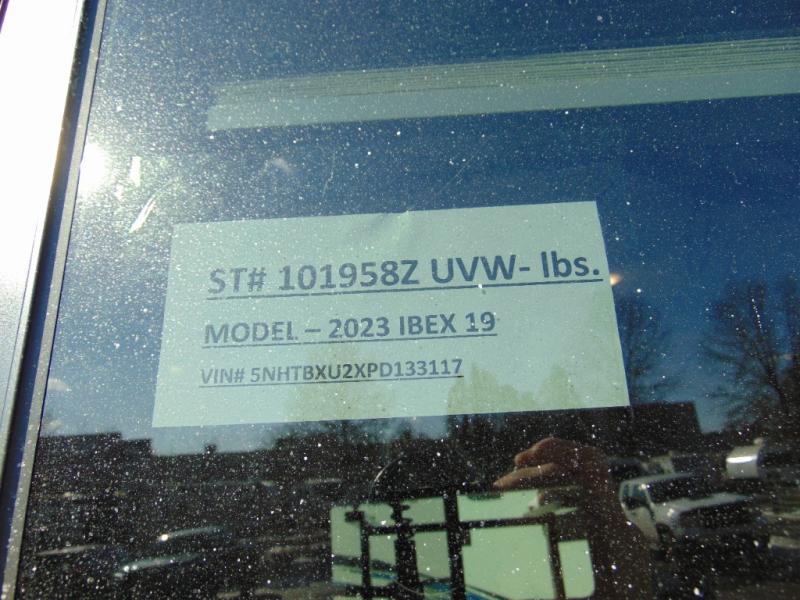 ST# 101958Z UVW- lbs.
MODEL – 2023 IBEX 19
VIN# 5NHTBXU2XPD133117